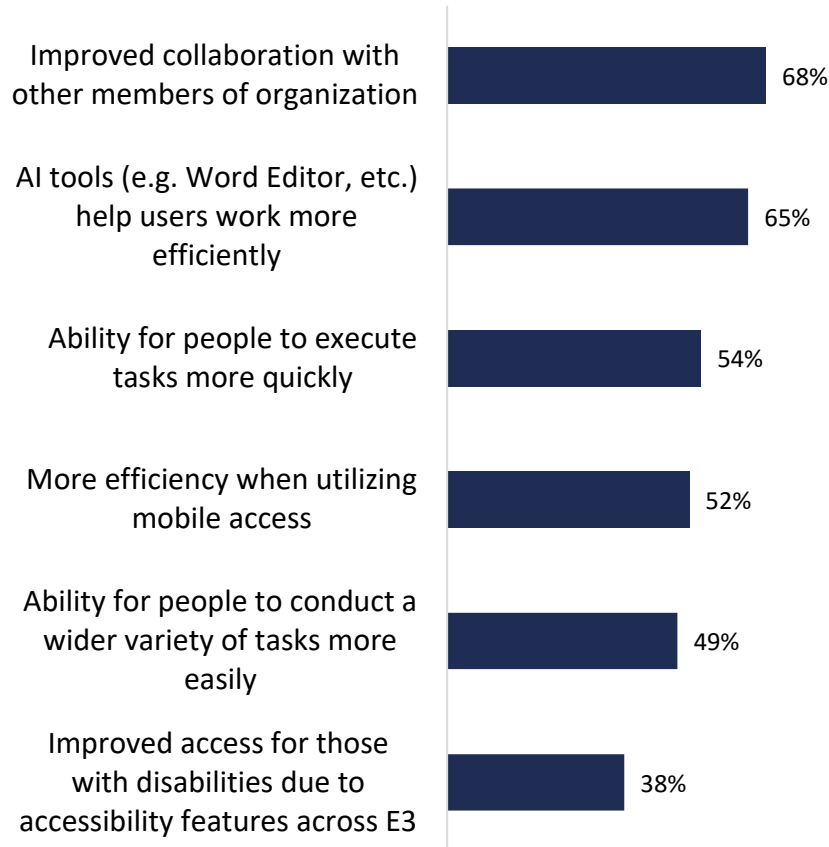 Improved collaboration with
other members of organization
68%
AI tools (e.g. Word Editor, etc.)
help users work more
efficiently
65%
Ability for people to execute
tasks more quickly
54%
More efficiency when utilizing
mobile access
52%
Ability for people to conduct a
wider variety of tasks more
easily
49%
Improved access for those
with disabilities due to
accessibility features across E3
38%